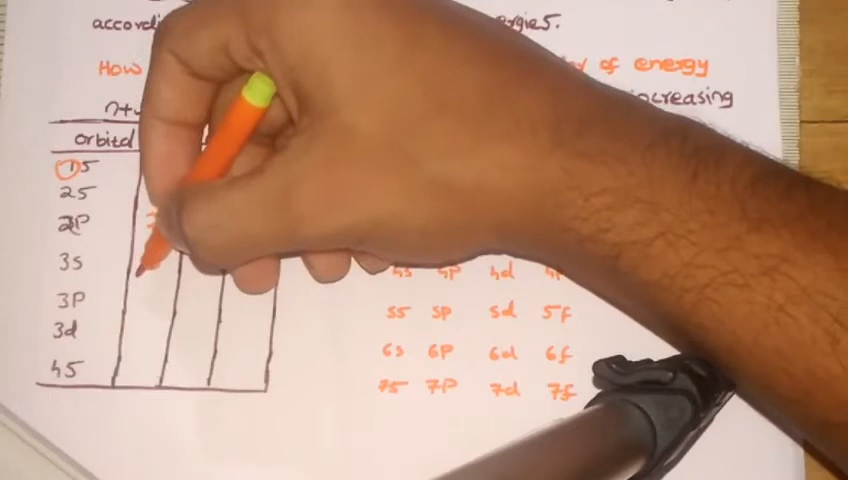 accordi ergies.
How of energy
increasing
orbital
1s
2s
2p
3s
3p
3d
4s
4s 4p 4d 4f
5s 5p 5d 5f
6s 6p 6d 6f
7s 7p 7d 7f